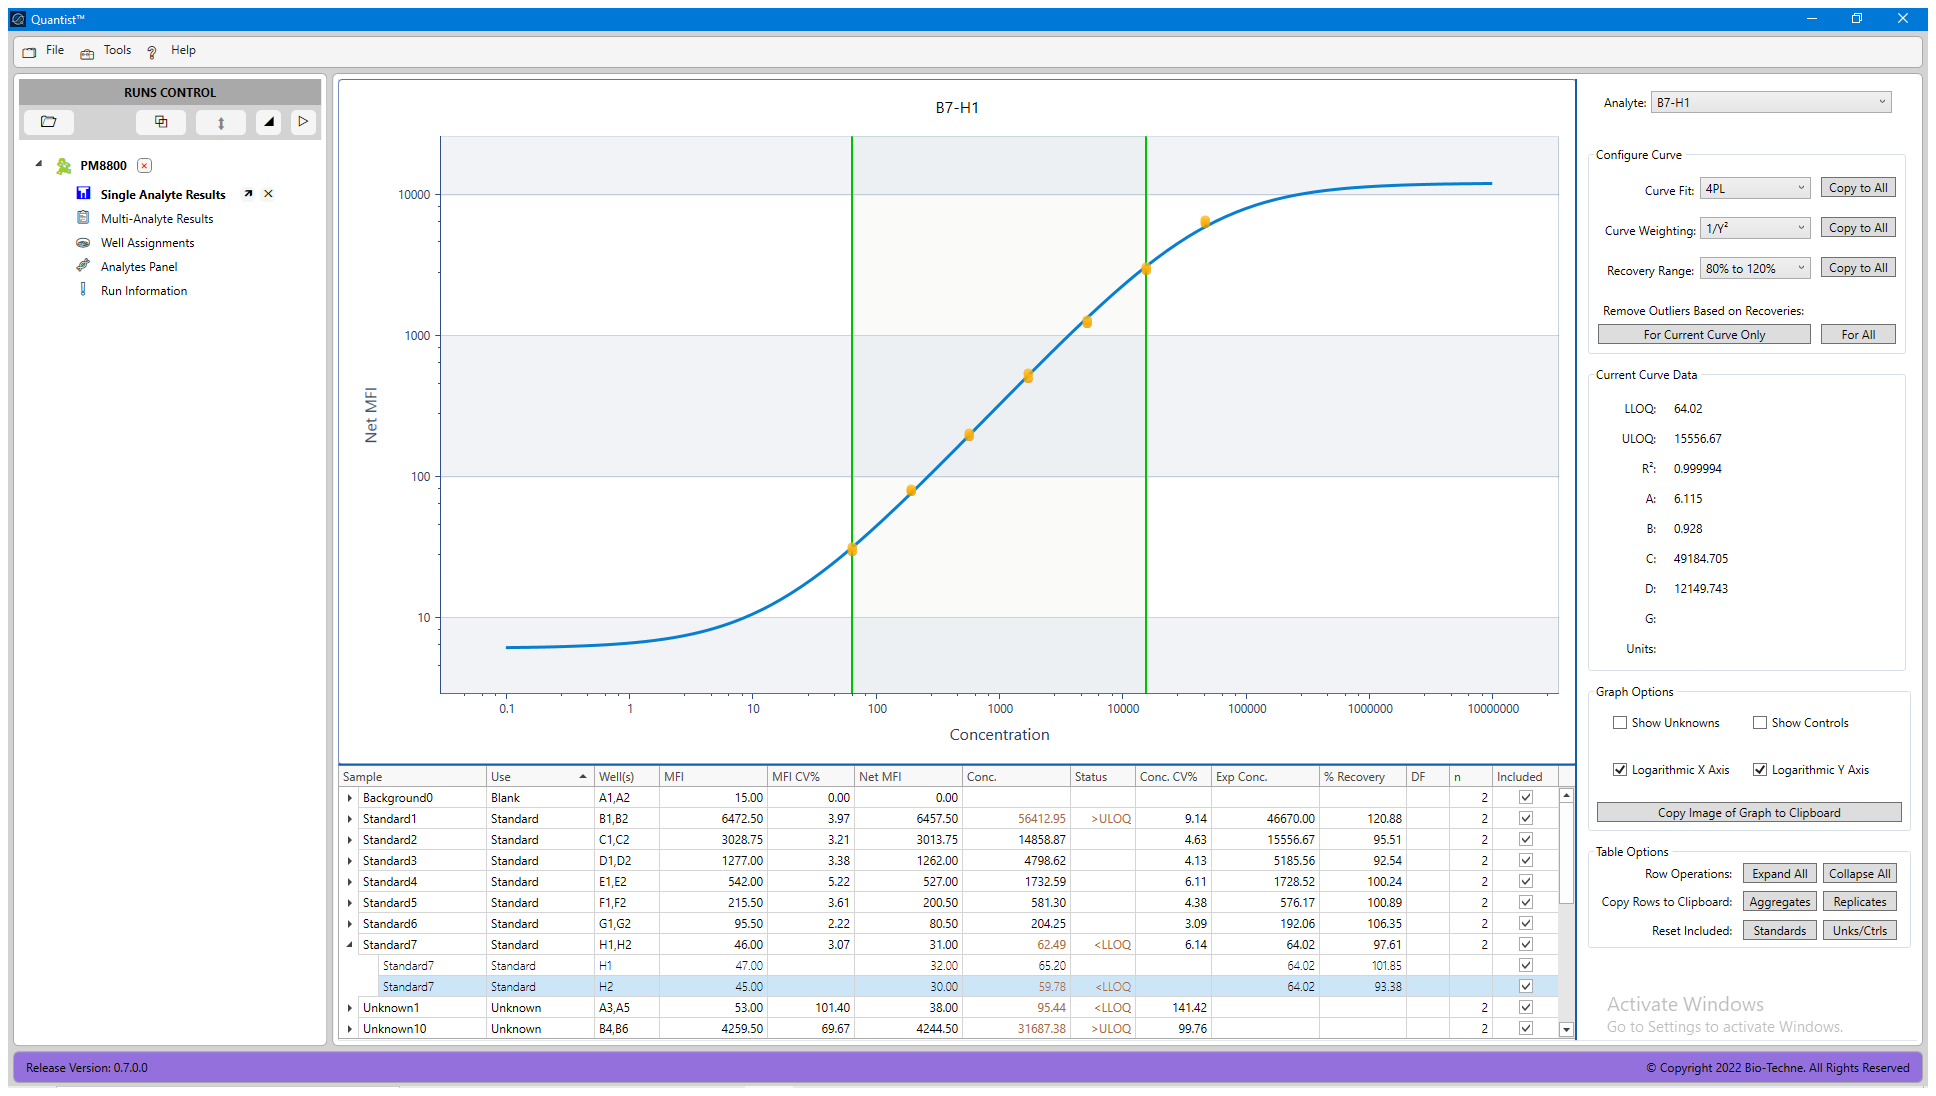 Quantist™
File Tools Help
RUNS CONTROL
PM8800
Single Analyte Results
Multi-Analyte Results
Well Assignments
Analytes Panel
Run Information
B7-H1
Net MFI
10000
1000
100
10
0.1 1 10 100 1000 10000 100000 1000000 10000000
Concentration
Analyte: B7-H1
Configure Curve
Curve Fit: 4PL Copy to All
Curve Weighting: 1/Y² Copy to All
Recovery Range: 80% to 120% Copy to All
Remove Outliers Based on Recoveries:
For Current Curve Only For All
Current Curve Data
LLOQ: 64.02
ULOQ: 15556.67
R²: 0.999994
A: 6.115
B: 0.928
C: 49184.705
D: 12149.743
G:
Units:
Graph Options
Show Unknowns Show Controls
Logarithmic X Axis Logarithmic Y Axis
Copy Image of Graph to Clipboard
Table Options
Row Operations: Expand All Collapse All
Copy Rows to Clipboard: Aggregates Replicates
Reset Included: Standards Unks/Ctrls
Sample Use Well(s) MFI MFI CV% Net MFI Conc. Status Conc. CV% Exp Conc. % Recovery DF n Included
Background0 Blank A1,A2 15.00 0.00 0.00 2
Standard1 Standard B1,B2 6472.50 3.97 6457.50 56412.95 >ULOQ 9.14 46670.00 120.88 2
Standard2 Standard C1,C2 3028.75 3.21 3013.75 14858.87 4.63 15556.67 95.51 2
Standard3 Standard D1,D2 1277.00 3.38 1262.00 4798.62 4.13 5185.56 92.54 2
Standard4 Standard E1,E2 542.00 5.22 527.00 1732.59 6.11 1728.52 100.24 2
Standard5 Standard F1,F2 215.50 3.61 200.50 581.30 4.38 576.17 100.89 2
Standard6 Standard G1,G2 95.50 2.22 80.50 204.25 3.09 192.06 106.35 2
Standard7 Standard H1,H2 46.00 3.07 31.00 62.49 <LLOQ 6.14 64.02 97.61 2
Standard7 Standard H1 47.00 32.00 65.20 64.02 101.85
Standard7 Standard H2 45.00 30.00 59.78 <LLOQ 64.02 93.38
Unknown1 Unknown A3,A5 53.00 101.40 38.00 95.44 <LLOQ 141.42 2
Unknown10 Unknown B4,B6 4259.50 69.67 4244.50 31687.38 >ULOQ 99.76 2
Activate Windows
Go to Settings to activate Windows.
Release Version: 0.7.0.0
© Copyright 2022 Bio-Techne. All Rights Reserved